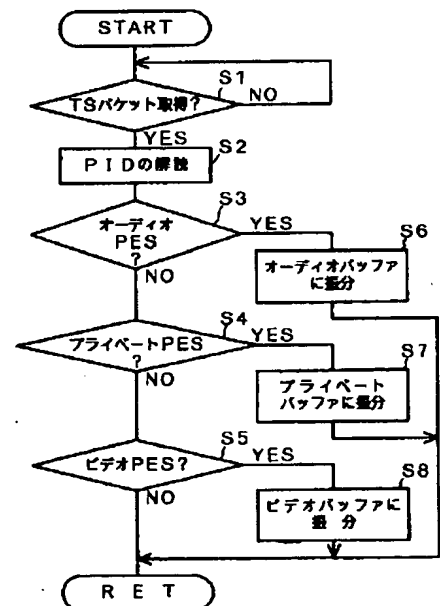 START
S1
TSパケット取得?
NO
YES
S2
PIDの解読
S3
オーディオ
PES
?
YES
NO
S6
オーディオバッファ
に振分
S4
プライベートPES
?
YES
NO
S7
プライベート
バッファに振分
S5
ビデオPES?
YES
NO
S8
ビデオバッファに
振 分
RET